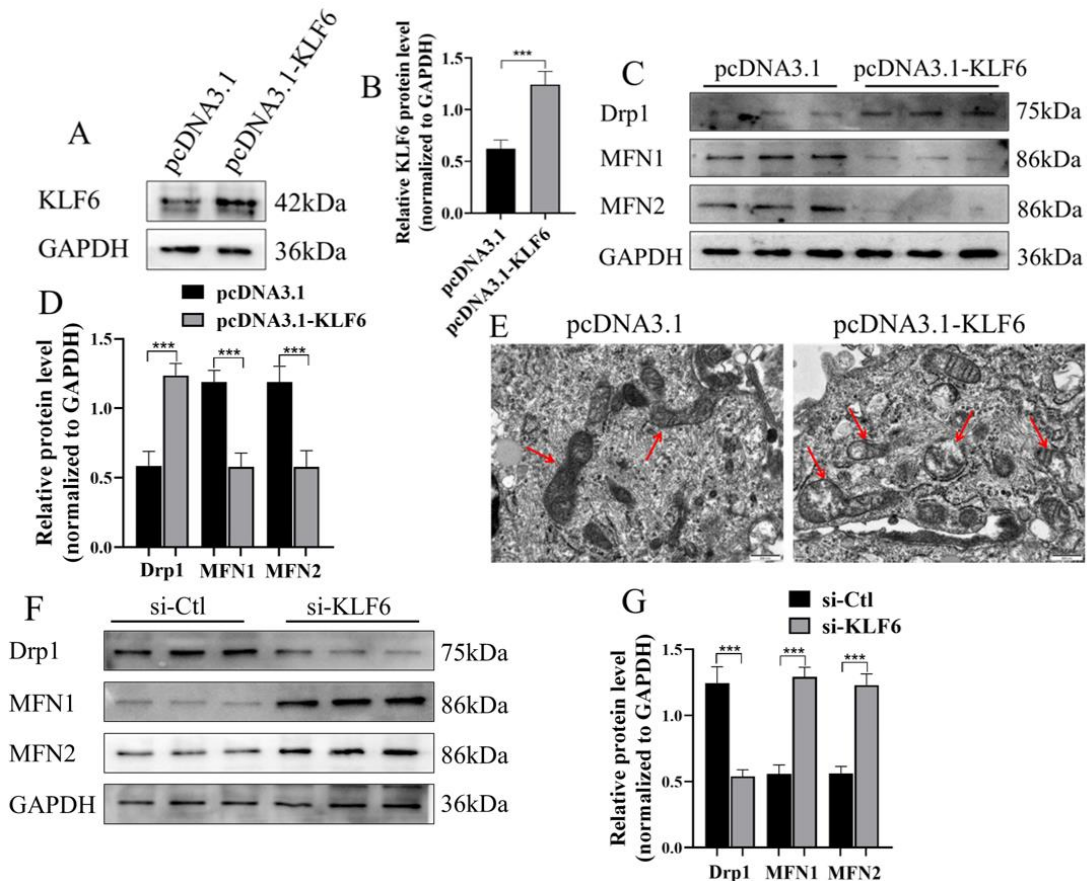 A
pcDNA3.1
pcDNA3.1-KLF6
KLF6
42kDa
GAPDH
36kDa
B
Relative KLF6 protein level
(normalized to GAPDH)
1.5
1.0
0.5
0.0
***
pcDNA3.1
pcDNA3.1-KLF6
C
pcDNA3.1
pcDNA3.1-KLF6
Drp1
75kDa
MFN1
86kDa
MFN2
86kDa
GAPDH
36kDa
D
pcDNA3.1
pcDNA3.1-KLF6
Relative protein level
(normalized to GAPDH)
1.5
1.0
0.5
0.0
***
***
***
Drp1
MFN1
MFN2
E
pcDNA3.1
pcDNA3.1-KLF6
F
si-Ctl
si-KLF6
Drp1
75kDa
MFN1
86kDa
MFN2
86kDa
GAPDH
36kDa
G
si-Ctl
si-KLF6
Relative protein level
(normalized to GAPDH)
1.5
1.0
0.5
0.0
***
***
***
Drp1
MFN1
MFN2